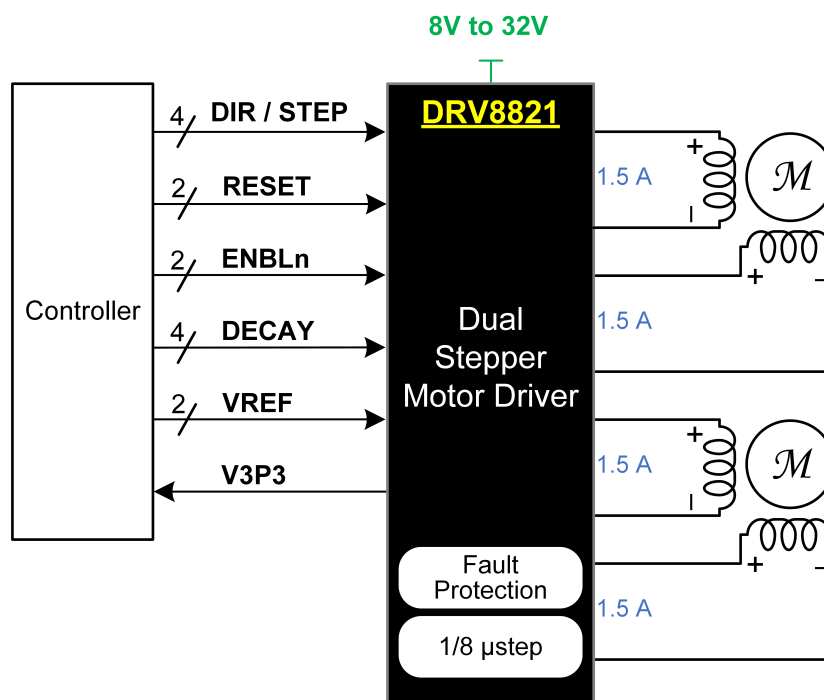 8V to 32V
DRV8821
Controller
4 DIR / STEP
2 RESET
2 ENBLn
4 DECAY
2 VREF
V3P3
Dual
Stepper
Motor Driver
Fault
Protection
1/8 µstep
+
1.5 A
–
M
+ –
1.5 A
+
1.5 A
–
M
+ –
1.5 A